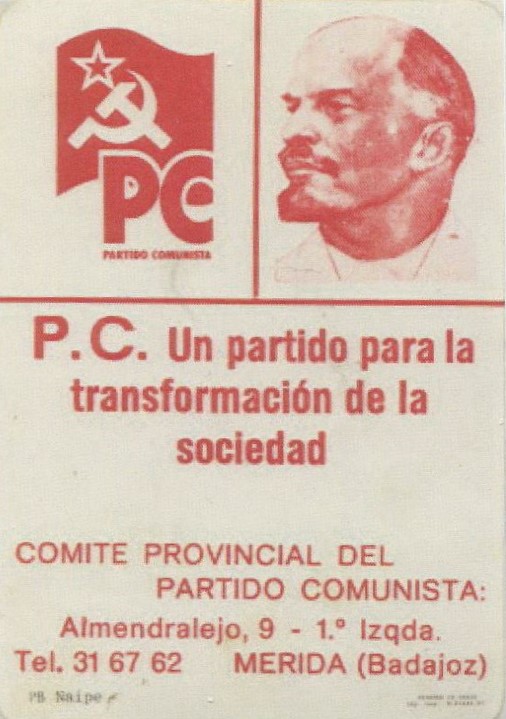 PC
PARTIDO COMUNISTA
P.C. Un partido para la
transformación de la
sociedad
COMITE PROVINCIAL DEL
PARTIDO COMUNISTA:
Almendralejo, 9 - 1.º Izqda.
Tel. 31 67 62 MERIDA (Badajoz)
PB Naipe